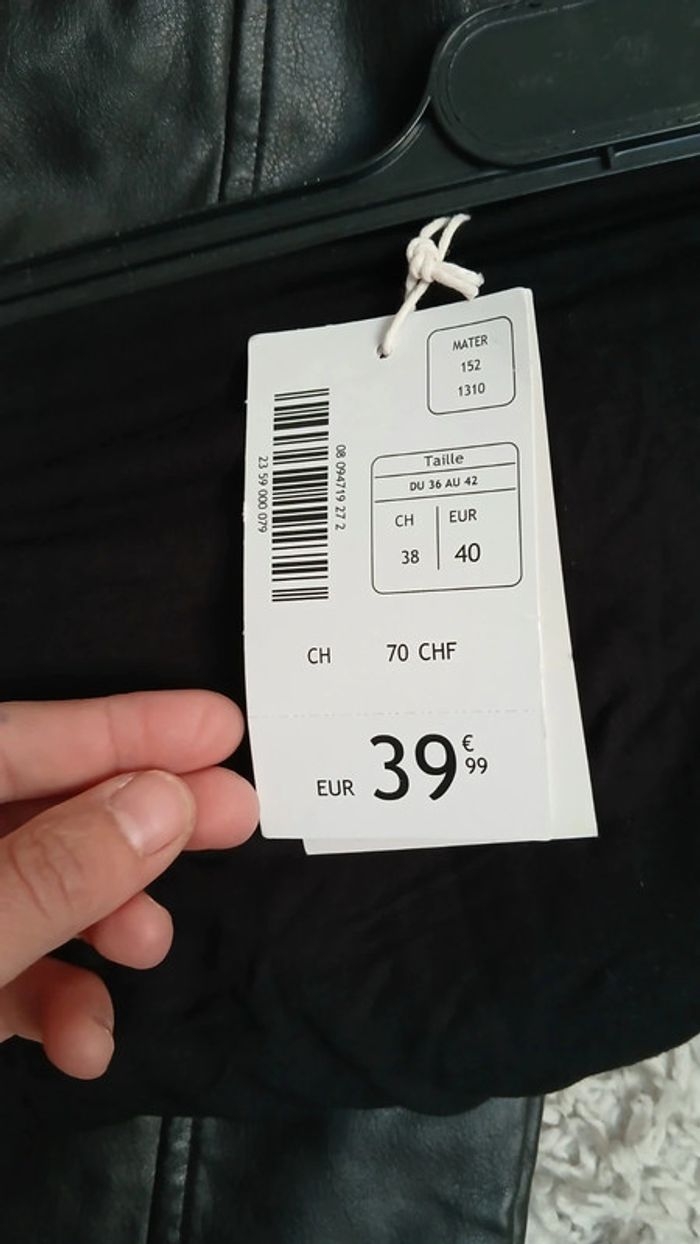 MATER
152
1310
08 094719 27 2
23 59 000 079
Taille
DU 36 AU 42
CH EUR
38 40
CH 70 CHF
EUR 39€99